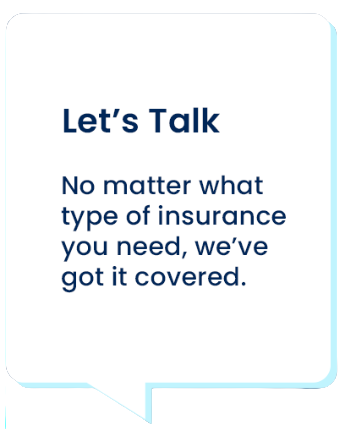 Let’s Talk
No matter what
type of insurance
you need, we’ve
got it covered.